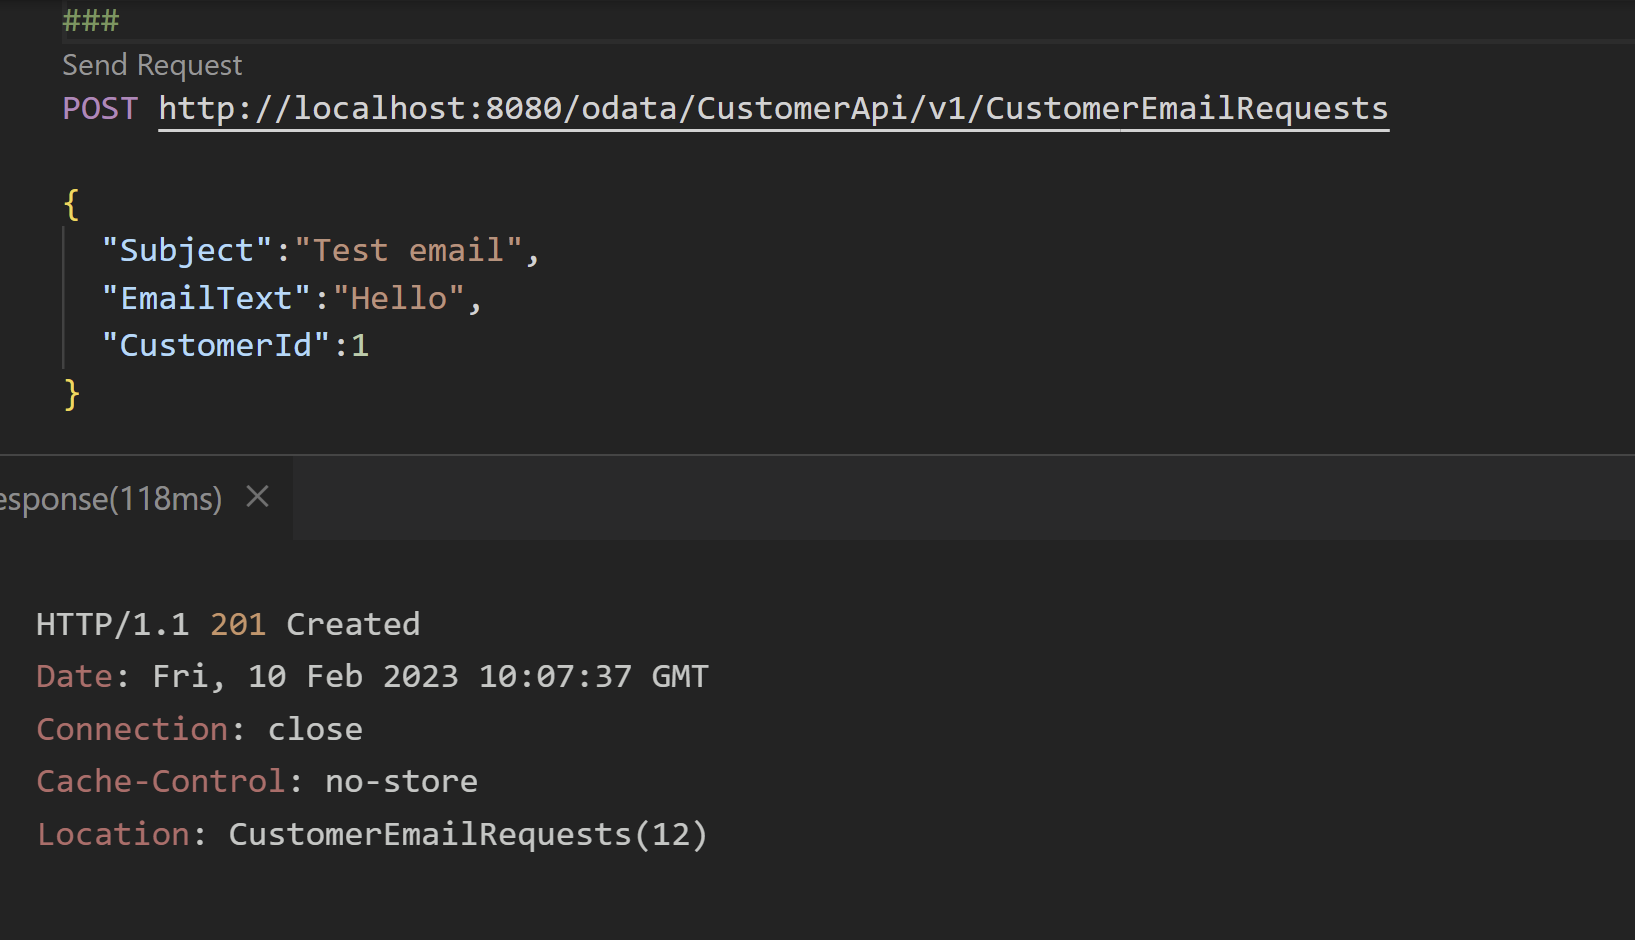 ###
Send Request
POST http://localhost:8080/odata/CustomerApi/v1/CustomerEmailRequests
{
"Subject":"Test email",
"EmailText":"Hello",
"CustomerId":1
}
esponse(118ms) ×
HTTP/1.1 201 Created
Date: Fri, 10 Feb 2023 10:07:37 GMT
Connection: close
Cache-Control: no-store
Location: CustomerEmailRequests(12)